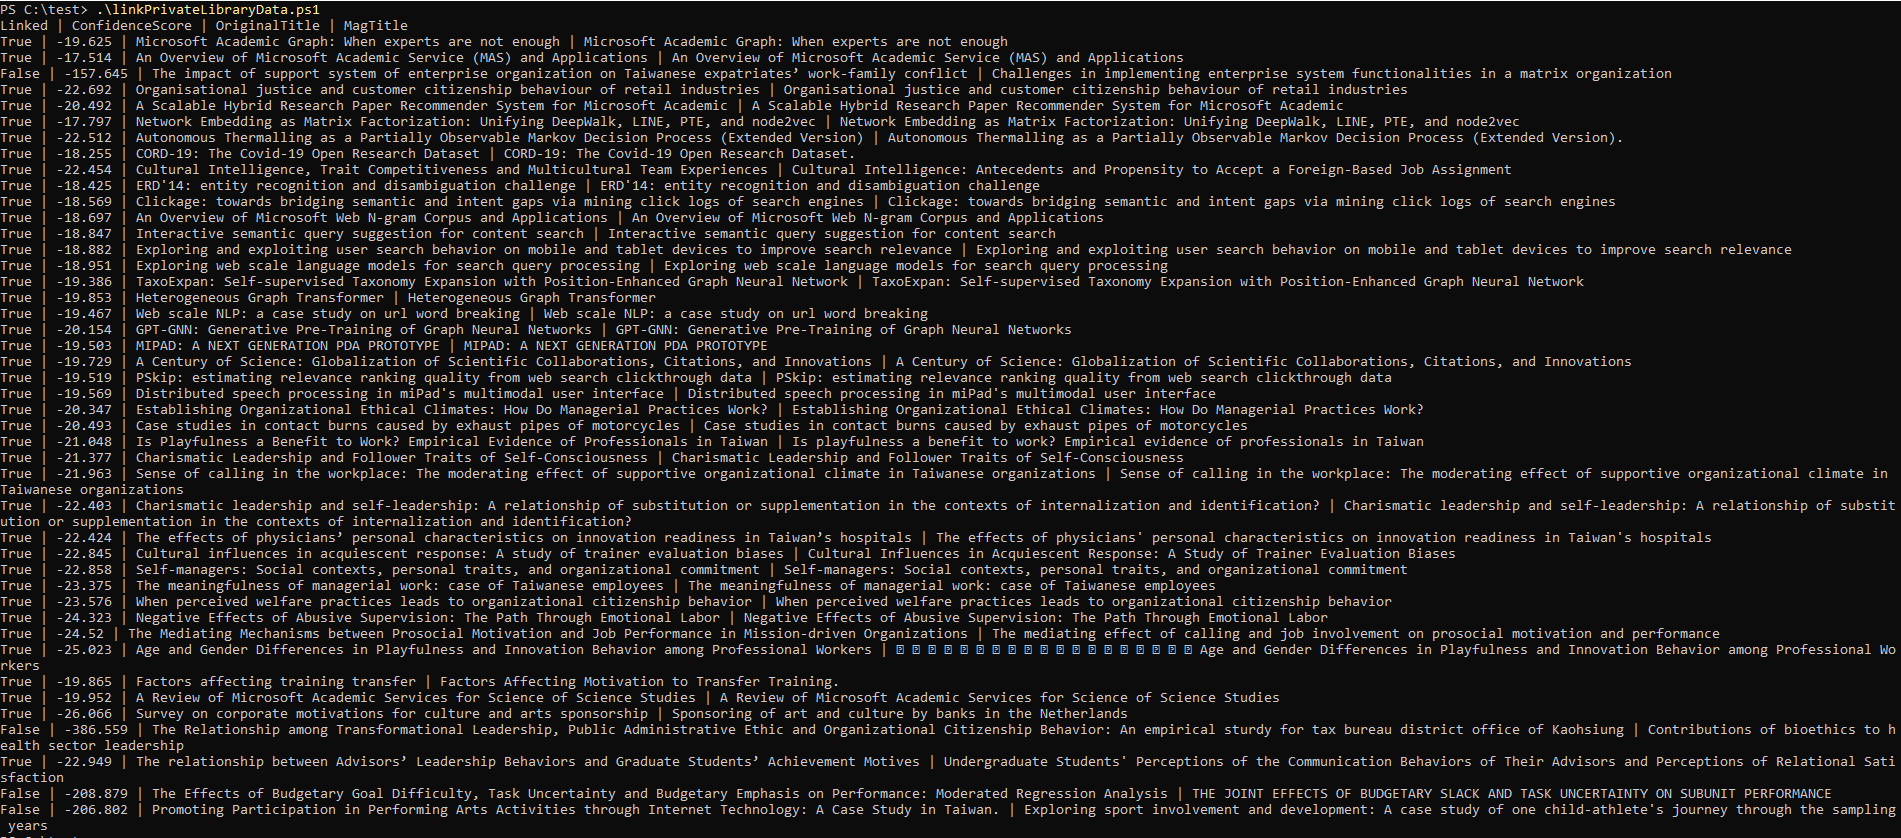 PS C:\test> .\linkPrivateLibraryData.ps1
Linked | ConfidenceScore | OriginalTitle | MagTitle
True | -19.625 | Microsoft Academic Graph: When experts are not enough | Microsoft Academic Graph: When experts are not enough
True | -17.514 | An Overview of Microsoft Academic Service (MAS) and Applications | An Overview of Microsoft Academic Service (MAS) and Applications
False | -157.645 | The impact of support system of enterprise organization on Taiwanese expatriates’ work-family conflict | Challenges in implementing enterprise system functionalities in a matrix organization
True | -22.692 | Organisational justice and customer citizenship behaviour of retail industries | Organisational justice and customer citizenship behaviour of retail industries
True | -20.492 | A Scalable Hybrid Research Paper Recommender System for Microsoft Academic | A Scalable Hybrid Research Paper Recommender System for Microsoft Academic
True | -17.797 | Network Embedding as Matrix Factorization: Unifying DeepWalk, LINE, PTE, and node2vec | Network Embedding as Matrix Factorization: Unifying DeepWalk, LINE, PTE, and node2vec
True | -22.512 | Autonomous Thermalling as a Partially Observable Markov Decision Process (Extended Version) | Autonomous Thermalling as a Partially Observable Markov Decision Process (Extended Version).
True | -18.255 | CORD-19: The Covid-19 Open Research Dataset | CORD-19: The Covid-19 Open Research Dataset.
True | -22.454 | Cultural Intelligence, Trait Competitiveness and Multicultural Team Experiences | Cultural Intelligence: Antecedents and Propensity to Accept a Foreign-Based Job Assignment
True | -18.425 | ERD'14: entity recognition and disambiguation challenge | ERD'14: entity recognition and disambiguation challenge
True | -18.569 | Clickage: towards bridging semantic and intent gaps via mining click logs of search engines | Clickage: towards bridging semantic and intent gaps via mining click logs of search engines
True | -18.697 | An Overview of Microsoft Web N-gram Corpus and Applications | An Overview of Microsoft Web N-gram Corpus and Applications
True | -18.847 | Interactive semantic query suggestion for content search | Interactive semantic query suggestion for content search
True | -18.882 | Exploring and exploiting user search behavior on mobile and tablet devices to improve search relevance | Exploring and exploiting user search behavior on mobile and tablet devices to improve search relevance
True | -18.951 | Exploring web scale language models for search query processing | Exploring web scale language models for search query processing
True | -19.386 | TaxoExpan: Self-supervised Taxonomy Expansion with Position-Enhanced Graph Neural Network | TaxoExpan: Self-supervised Taxonomy Expansion with Position-Enhanced Graph Neural Network
True | -19.853 | Heterogeneous Graph Transformer | Heterogeneous Graph Transformer
True | -19.467 | Web scale NLP: a case study on url word breaking | Web scale NLP: a case study on url word breaking
True | -20.154 | GPT-GNN: Generative Pre-Training of Graph Neural Networks | GPT-GNN: Generative Pre-Training of Graph Neural Networks
True | -19.503 | MIPAD: A NEXT GENERATION PDA PROTOTYPE | MIPAD: A NEXT GENERATION PDA PROTOTYPE
True | -19.729 | A Century of Science: Globalization of Scientific Collaborations, Citations, and Innovations | A Century of Science: Globalization of Scientific Collaborations, Citations, and Innovations
True | -19.519 | PSkip: estimating relevance ranking quality from web search clickthrough data | PSkip: estimating relevance ranking quality from web search clickthrough data
True | -19.569 | Distributed speech processing in miPad's multimodal user interface | Distributed speech processing in miPad's multimodal user interface
True | -20.347 | Establishing Organizational Ethical Climates: How Do Managerial Practices Work? | Establishing Organizational Ethical Climates: How Do Managerial Practices Work?
True | -20.493 | Case studies in contact burns caused by exhaust pipes of motorcycles | Case studies in contact burns caused by exhaust pipes of motorcycles
True | -21.048 | Is Playfulness a Benefit to Work? Empirical Evidence of Professionals in Taiwan | Is playfulness a benefit to work? Empirical evidence of professionals in Taiwan
True | -21.377 | Charismatic Leadership and Follower Traits of Self-Consciousness | Charismatic Leadership and Follower Traits of Self-Consciousness
True | -21.963 | Sense of calling in the workplace: The moderating effect of supportive organizational climate in Taiwanese organizations | Sense of calling in the workplace: The moderating effect of supportive organizational climate in
Taiwanese organizations
True | -22.403 | Charismatic leadership and self-leadership: A relationship of substitution or supplementation in the contexts of internalization and identification? | Charismatic leadership and self-leadership: A relationship of substit
ution or supplementation in the contexts of internalization and identification?
True | -22.424 | The effects of physicians’ personal characteristics on innovation readiness in Taiwan’s hospitals | The effects of physicians' personal characteristics on innovation readiness in Taiwan's hospitals
True | -22.845 | Cultural influences in acquiescent response: A study of trainer evaluation biases | Cultural Influences in Acquiescent Response: A Study of Trainer Evaluation Biases
True | -22.858 | Self-managers: Social contexts, personal traits, and organizational commitment | Self-managers: Social contexts, personal traits, and organizational commitment
True | -23.375 | The meaningfulness of managerial work: case of Taiwanese employees | The meaningfulness of managerial work: case of Taiwanese employees
True | -23.576 | When perceived welfare practices leads to organizational citizenship behavior | When perceived welfare practices leads to organizational citizenship behavior
True | -24.323 | Negative Effects of Abusive Supervision: The Path Through Emotional Labor | Negative Effects of Abusive Supervision: The Path Through Emotional Labor
True | -24.52 | The Mediating Mechanisms between Prosocial Motivation and Job Performance in Mission-driven Organizations | The mediating effect of calling and job involvement on prosocial motivation and performance
True | -25.023 | Age and Gender Differences in Playfulness and Innovation Behavior among Professional Workers | Age and Gender Differences in Playfulness and Innovation Behavior among Professional Wo
rkers
True | -19.865 | Factors affecting training transfer | Factors Affecting Motivation to Transfer Training.
True | -19.952 | A Review of Microsoft Academic Services for Science of Science Studies | A Review of Microsoft Academic Services for Science of Science Studies
True | -26.066 | Survey on corporate motivations for culture and arts sponsorship | Sponsoring of art and culture by banks in the Netherlands
False | -386.559 | The Relationship among Transformational Leadership, Public Administrative Ethic and Organizational Citizenship Behavior: An empirical sturdy for tax bureau district office of Kaohsiung | Contributions of bioethics to h
ealth sector leadership
True | -22.949 | The relationship between Advisors’ Leadership Behaviors and Graduate Students’ Achievement Motives | Undergraduate Students' Perceptions of the Communication Behaviors of Their Advisors and Perceptions of Relational Sati
sfaction
False | -208.879 | The Effects of Budgetary Goal Difficulty, Task Uncertainty and Budgetary Emphasis on Performance: Moderated Regression Analysis | THE JOINT EFFECTS OF BUDGETARY SLACK AND TASK UNCERTAINTY ON SUBUNIT PERFORMANCE
False | -206.802 | Promoting Participation in Performing Arts Activities through Internet Technology: A Case Study in Taiwan. | Exploring sport involvement and development: A case study of one child-athlete's journey through the sampling
years